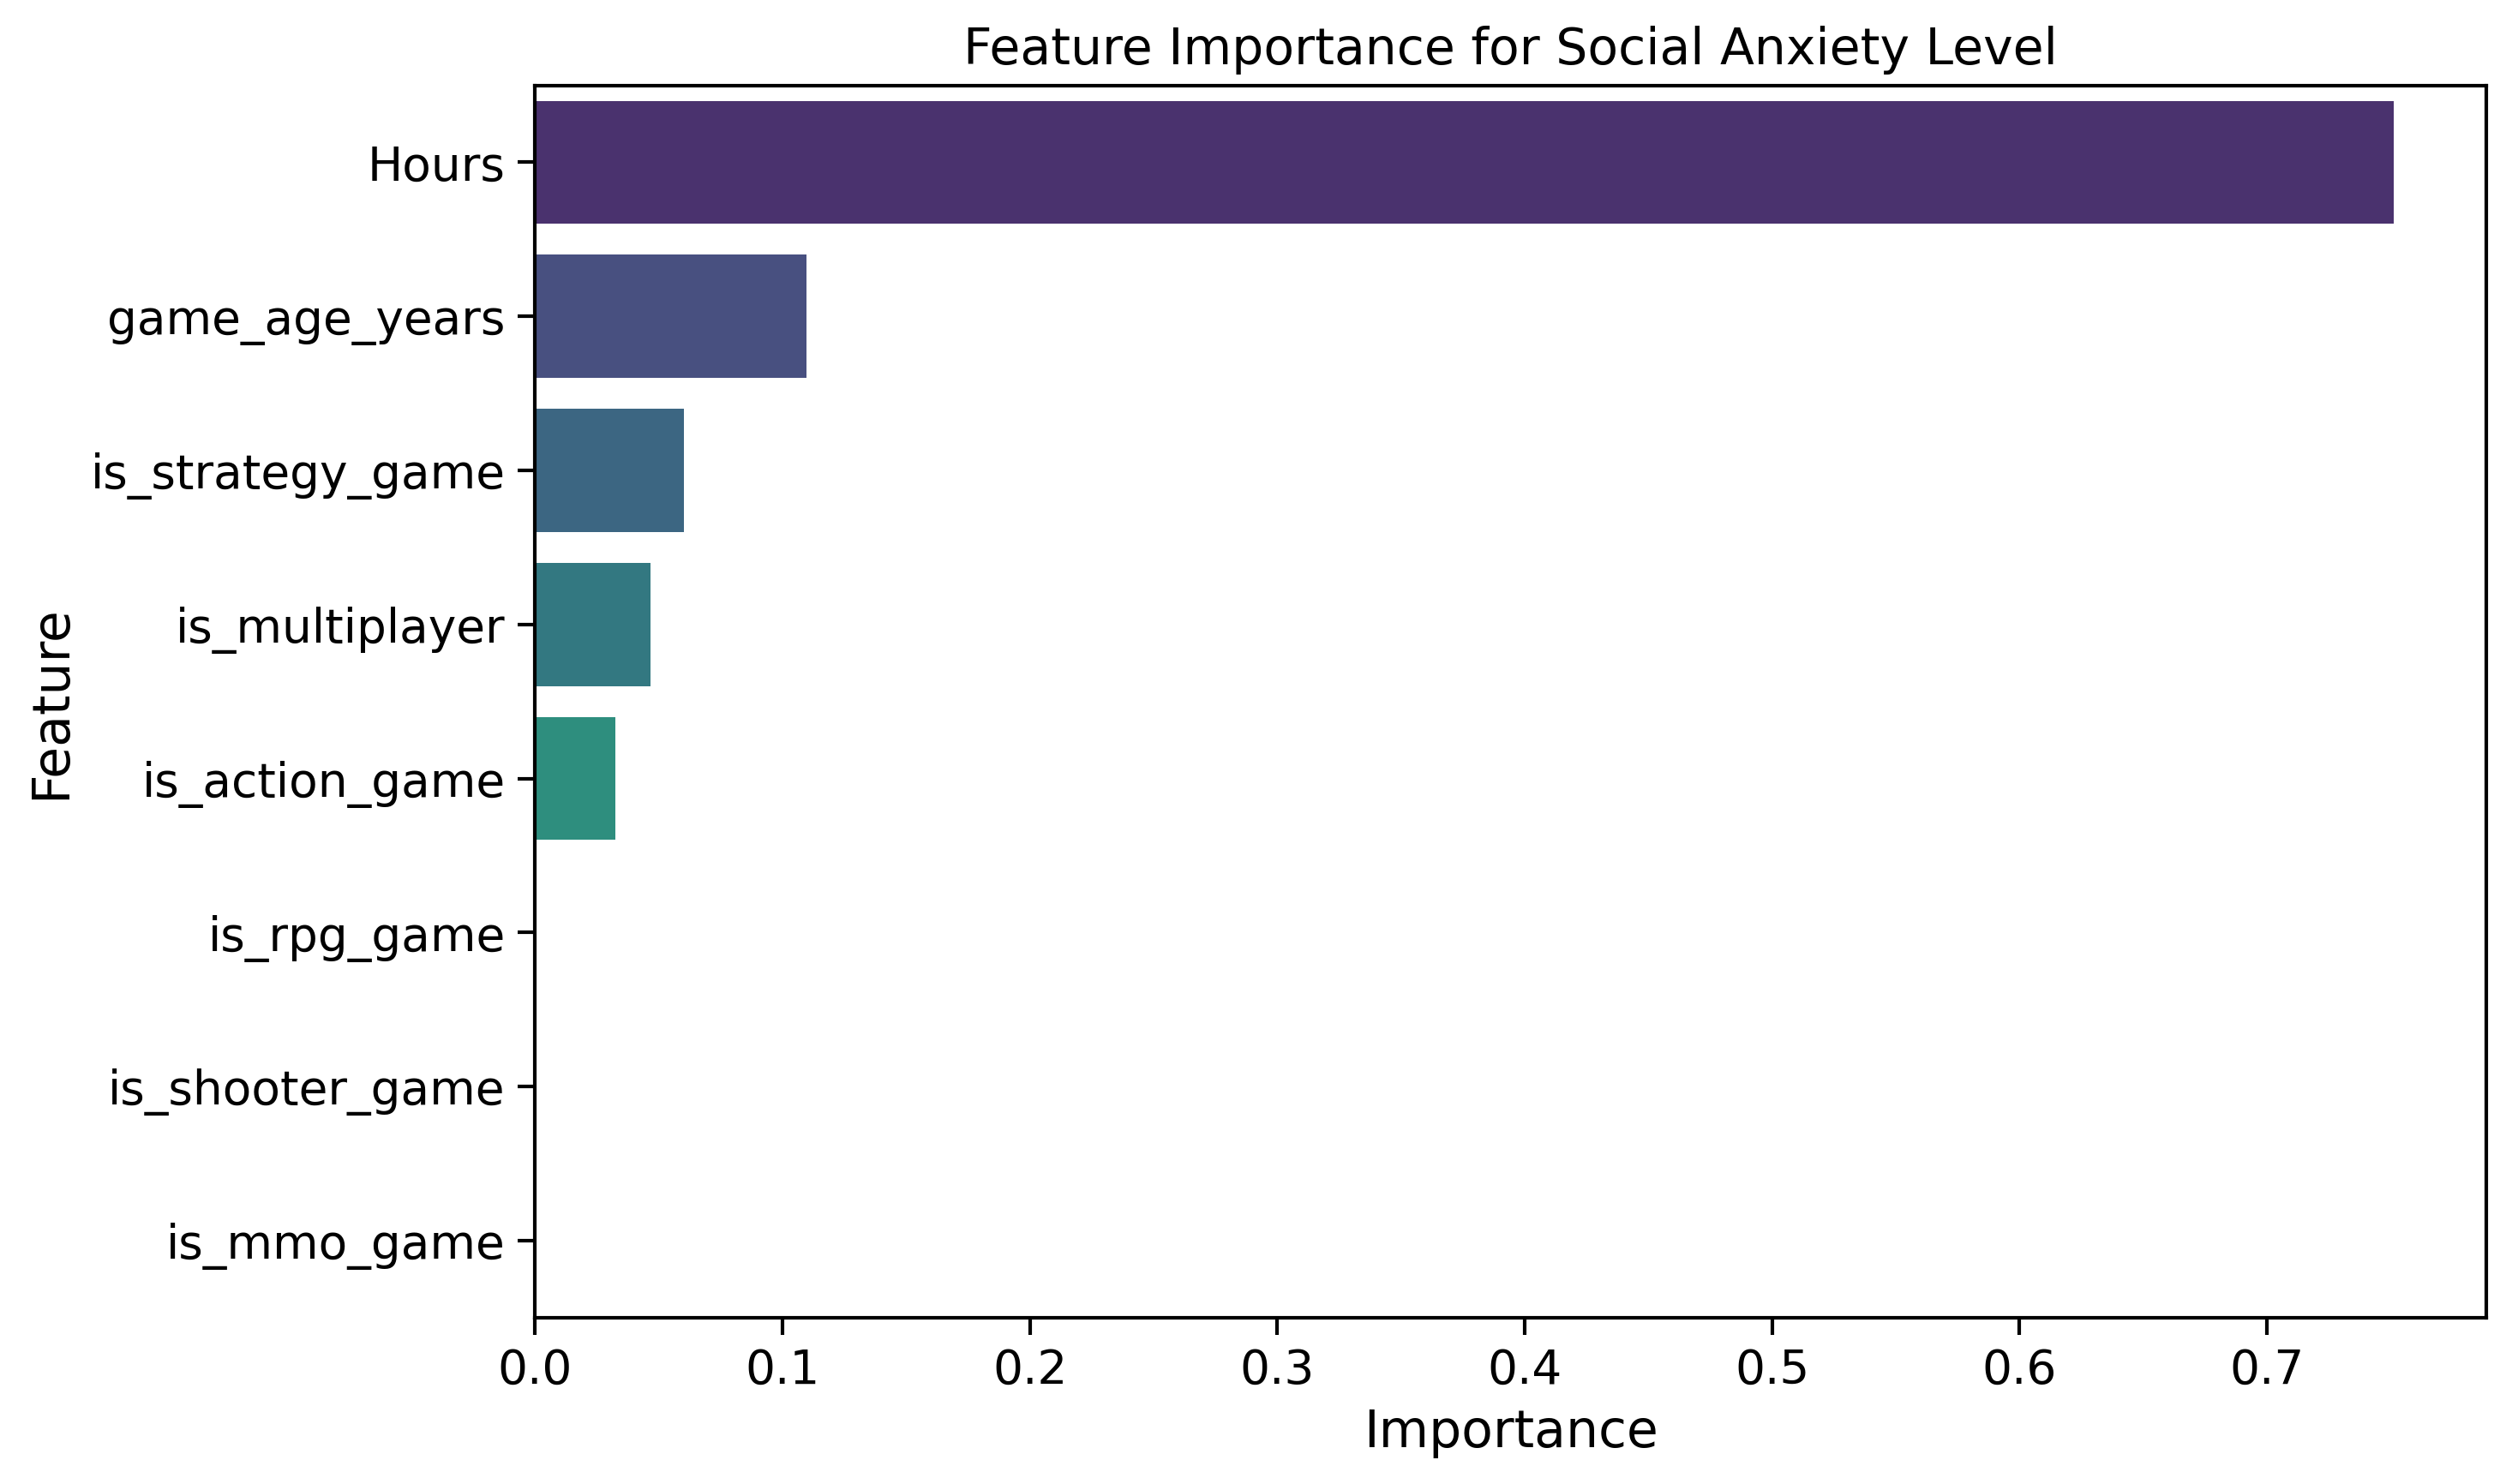 Feature Importance for Social Anxiety Level
Feature
Hours
game_age_years
is_strategy_game
is_multiplayer
is_action_game
is_rpg_game
is_shooter_game
is_mmo_game
0.0 0.1 0.2 0.3 0.4 0.5 0.6 0.7
Importance